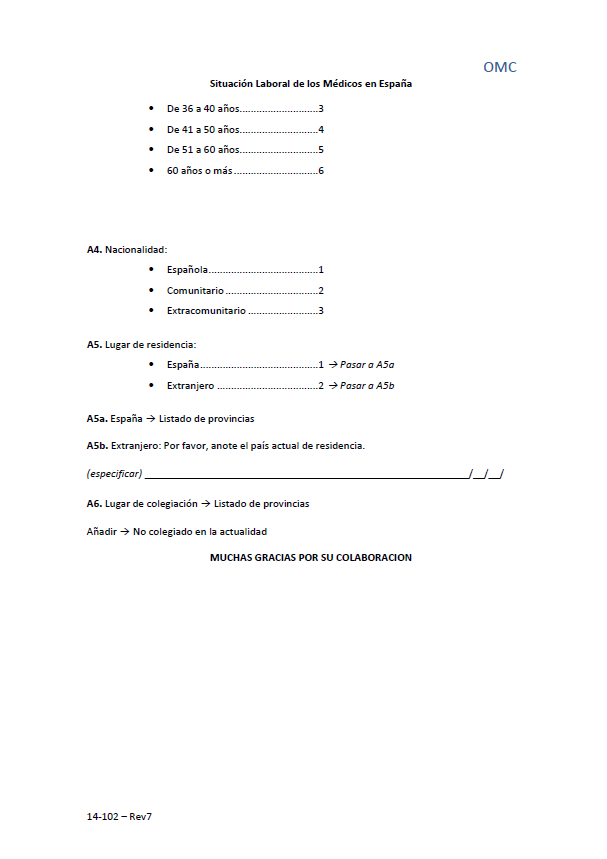 OMC
Situación Laboral de los Médicos en España
• De 36 a 40 años............................3
• De 41 a 50 años............................4
• De 51 a 60 años............................5
• 60 años o más..............................6
A4. Nacionalidad:
• Española.......................................1
• Comunitario.................................2
• Extracomunitario.........................3
A5. Lugar de residencia:
• España..........................................1 → Pasar a A5a
• Extranjero....................................2 → Pasar a A5b
A5a. España → Listado de provincias
A5b. Extranjero: Por favor, anote el país actual de residencia.
(especificar) ____________________________________________________________/__/__/
A6. Lugar de colegiación → Listado de provincias
Añadir → No colegiado en la actualidad
MUCHAS GRACIAS POR SU COLABORACION
14-102 – Rev7